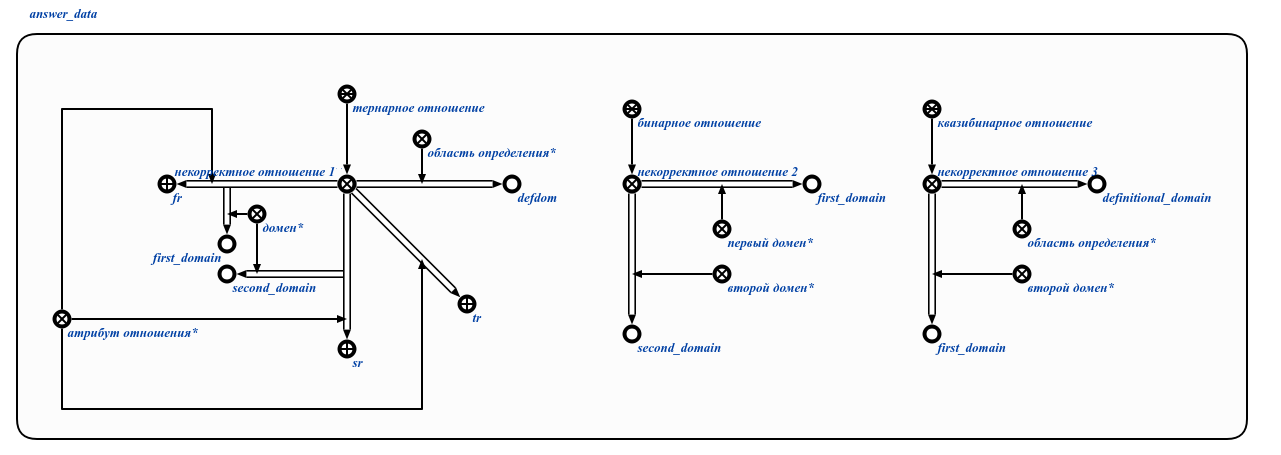 answer_data
тернарное отношение
бинарное отношение
квазибинарное отношение
область определения*
некорректное отношение 1
некорректное отношение 2
некорректное отношение 3
fr
defdom
first_domain
definitional_domain
домен*
первый домен*
область определения*
first_domain
second_domain
второй домен*
второй домен*
tr
атрибут отношения*
second_domain
first_domain
sr